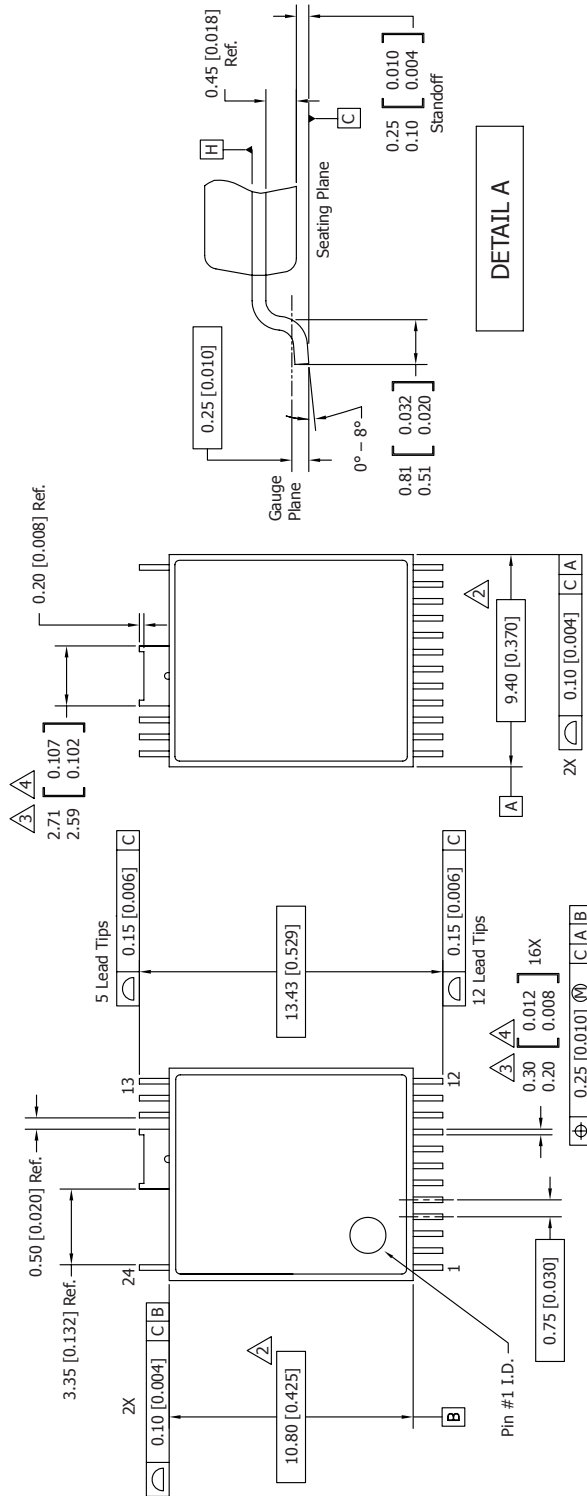 2X
⌓ 0.10 [0.004] C B
3.35 [0.132] Ref.
0.50 [0.020] Ref.
24
13
2
10.80 [0.425]
B
Pin #1 I.D.
1
12
0.75 [0.030]
3 4
0.30 [0.012] 16X
0.20 [0.008]
⌖ 0.25 [0.010] Ⓜ C A B
5 Lead Tips
⌓ 0.15 [0.006] C
13.43 [0.529]
12 Lead Tips
⌓ 0.15 [0.006] C
3 4
2.71 [0.107]
2.59 [0.102]
0.20 [0.008] Ref.
A
2
9.40 [0.370]
2X
⌓ 0.10 [0.004] C A
Gauge
Plane
0.25 [0.010]
0° – 8°
0.81 [0.032]
0.51 [0.020]
H
0.45 [0.018]
Ref.
Seating Plane
C
0.25 [0.010]
0.10 [0.004]
Standoff
DETAIL A